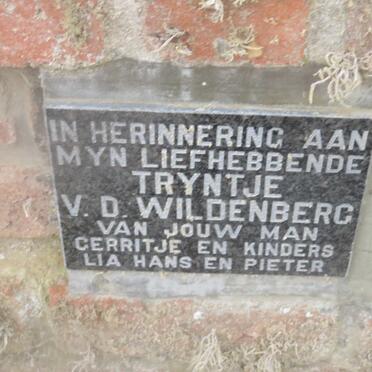 IN HERINNERING AAN
MYN LIEFHEBBENDE
TRYNTJE
V. D. WILDENBERG
VAN JOUW MAN
GERRITJE EN KINDERS
LIA HANS EN PIETER